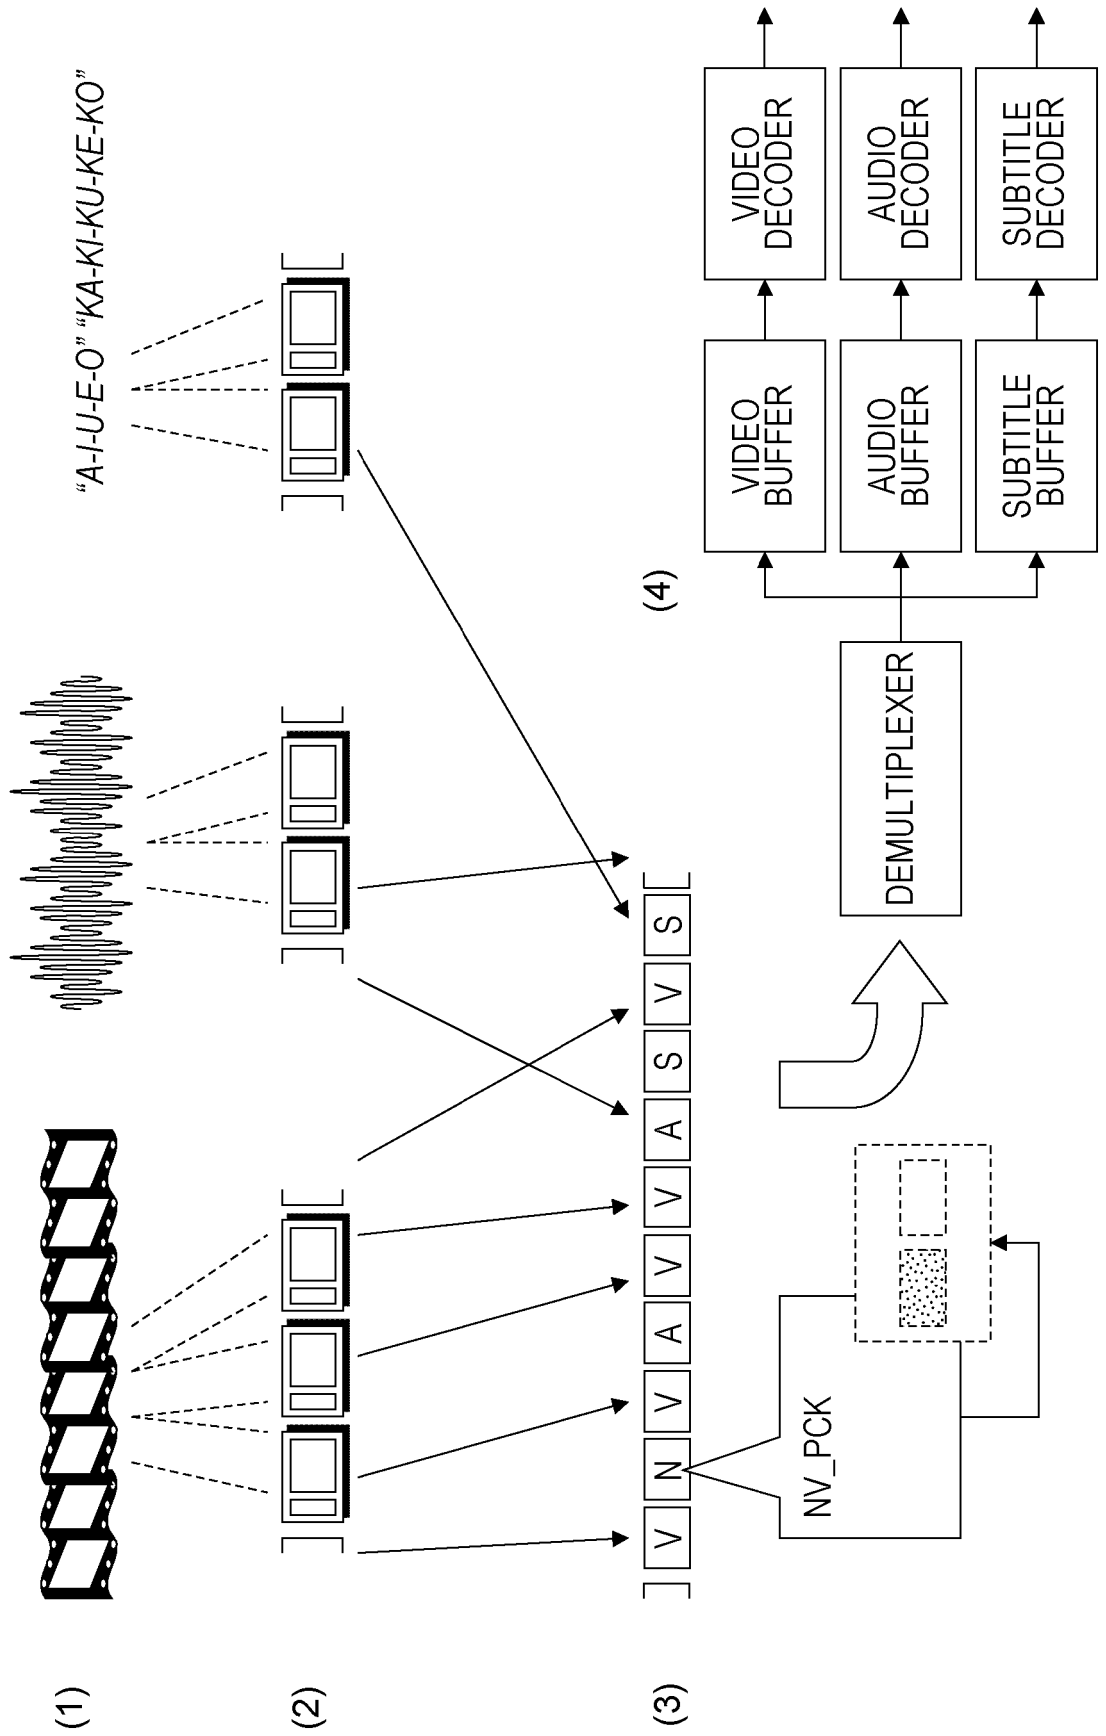 (1)
"A-I-U-E-O" "KA-KI-KU-KE-KO"
(2)
(3)
V N V A V V A S V S
NV_PCK
(4)
DEMULTIPLEXER
VIDEO
BUFFER
VIDEO
DECODER
AUDIO
BUFFER
AUDIO
DECODER
SUBTITLE
BUFFER
SUBTITLE
DECODER